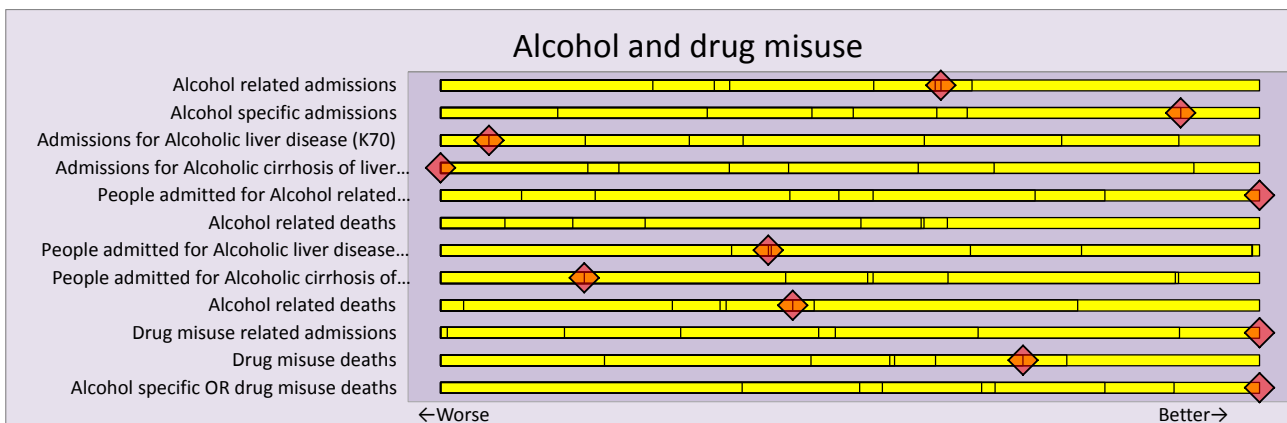 Alcohol and drug misuse
Alcohol related admissions
Alcohol specific admissions
Admissions for Alcoholic liver disease (K70)
Admissions for Alcoholic cirrhosis of liver...
People admitted for Alcohol related...
Alcohol related deaths
People admitted for Alcoholic liver disease...
People admitted for Alcoholic cirrhosis of...
Alcohol related deaths
Drug misuse related admissions
Drug misuse deaths
Alcohol specific OR drug misuse deaths
←Worse Better→